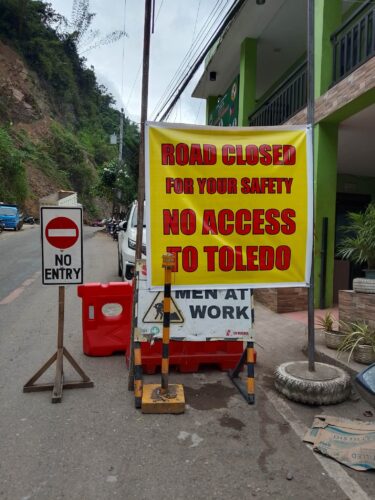 ROAD CLOSED
FOR YOUR SAFETY
NO ACCESS
TO TOLEDO
NO
ENTRY
MEN AT
WORK